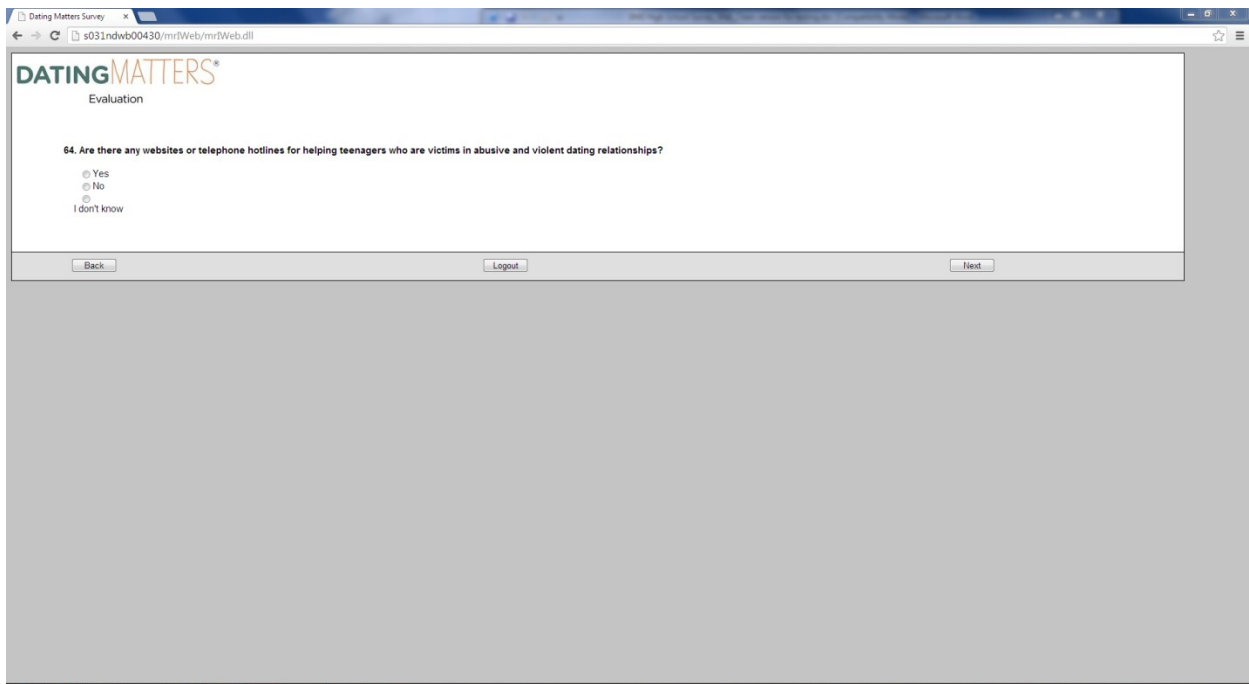 Dating Matters Survey
s031ndwb00430/mrIWeb/mrIWeb.dll
DATINGMATTERS®
Evaluation
64. Are there any websites or telephone hotlines for helping teenagers who are victims in abusive and violent dating relationships?
Yes
No
I don't know
Back Logout Next